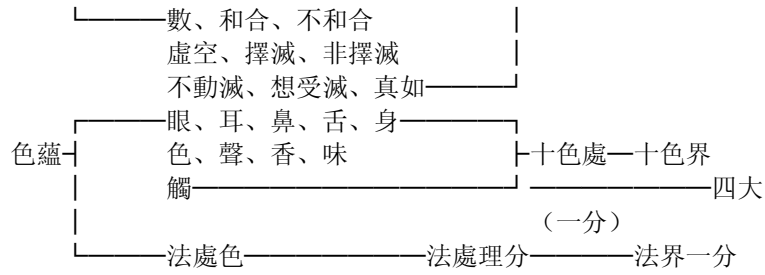 數、和合、不和合
虛空、擇滅、非擇滅
不動滅、想受滅、真如
眼、耳、鼻、舌、身
色蘊 色、聲、香、味 十色處 十色界
觸 四大
（一分）
法處色 法處理分 法界一分